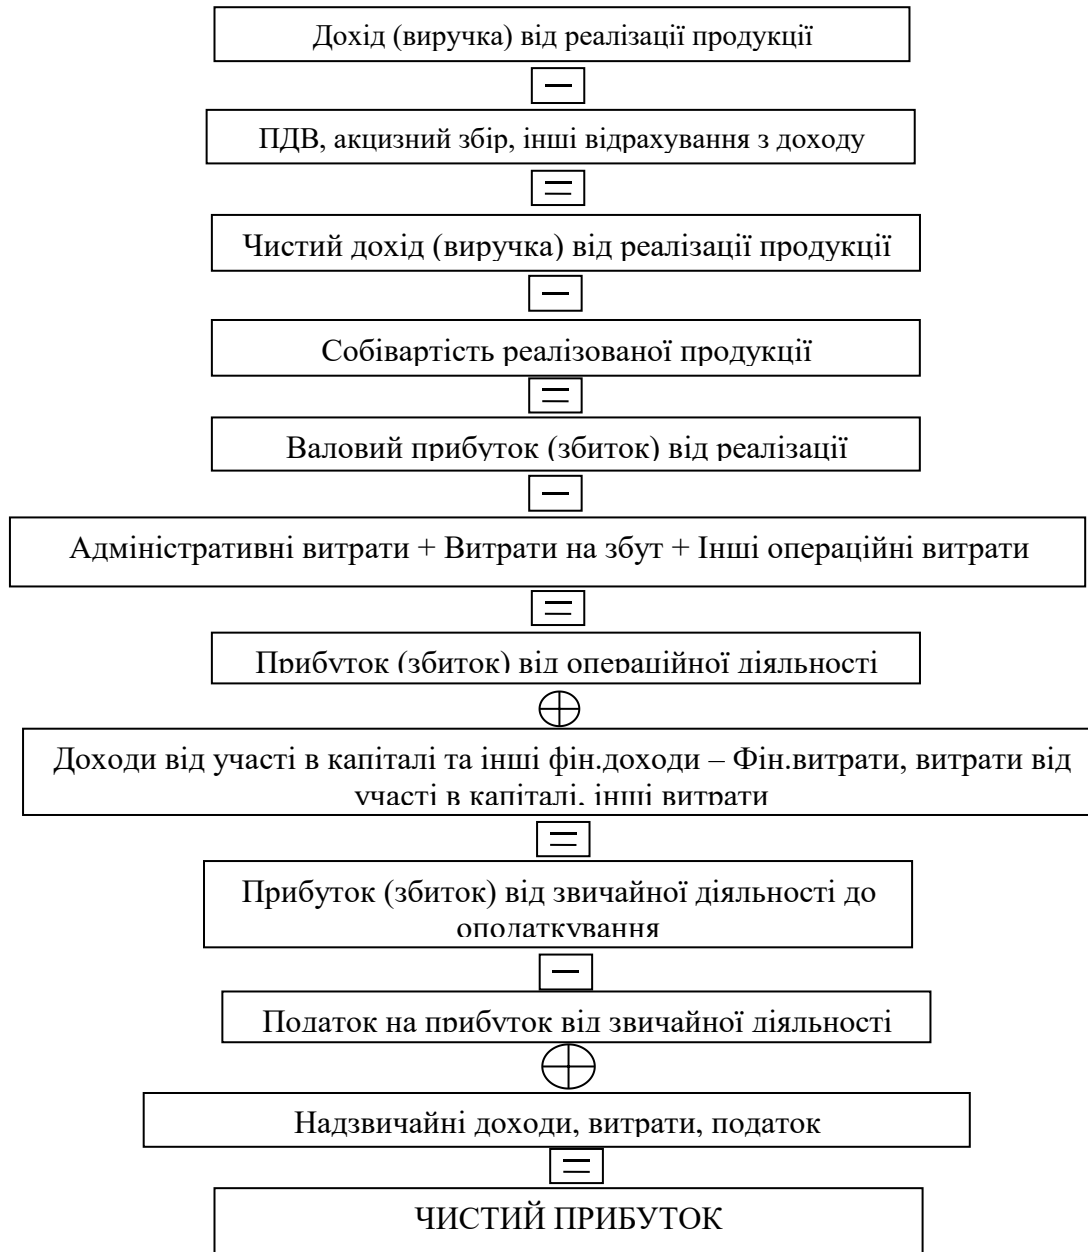 Дохід (виручка) від реалізації продукції
—
ПДВ, акцизний збір, інші відрахування з доходу
=
Чистий дохід (виручка) від реалізації продукції
—
Собівартість реалізованої продукції
=
Валовий прибуток (збиток) від реалізації
—
Адміністративні витрати + Витрати на збут + Інші операційні витрати
=
Прибуток (збиток) від операційної діяльності
+
Доходи від участі в капіталі та інші фін.доходи – Фін.витрати, витрати від
участі в капіталі, інші витрати
=
Прибуток (збиток) від звичайної діяльності до
оподаткування
—
Податок на прибуток від звичайної діяльності
+
Надзвичайні доходи, витрати, податок
=
ЧИСТИЙ ПРИБУТОК